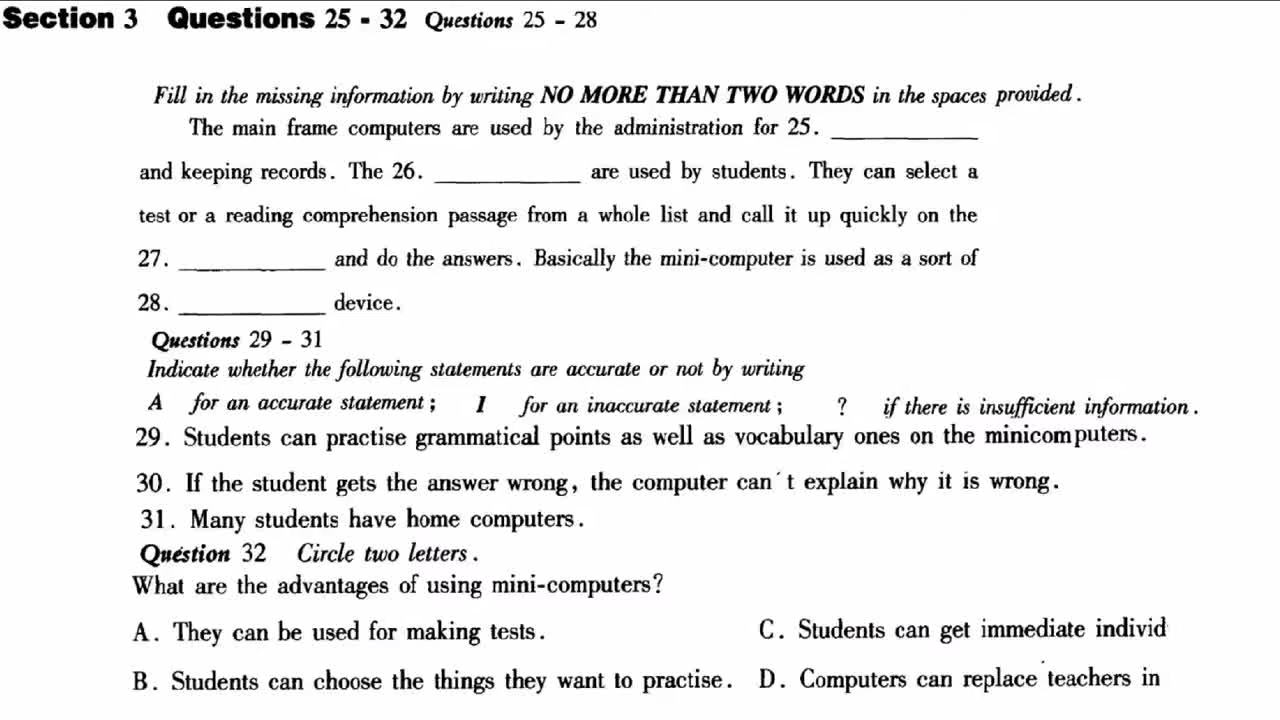 Section 3 Questions 25 - 32 Questions 25 - 28
Fill in the missing information by writing NO MORE THAN TWO WORDS in the spaces provided.
The main frame computers are used by the administration for 25. ____________
and keeping records. The 26. ____________ are used by students. They can select a
test or a reading comprehension passage from a whole list and call it up quickly on the
27. ____________ and do the answers. Basically the mini-computer is used as a sort of
28. ____________ device.
Questions 29 - 31
Indicate whether the following statements are accurate or not by writing
A for an accurate statement; I for an inaccurate statement; ? if there is insufficient information.
29. Students can practise grammatical points as well as vocabulary ones on the minicomputers.
30. If the student gets the answer wrong, the computer can't explain why it is wrong.
31. Many students have home computers.
Question 32 Circle two letters.
What are the advantages of using mini-computers?
A. They can be used for making tests. C. Students can get immediate individ
B. Students can choose the things they want to practise. D. Computers can replace teachers in